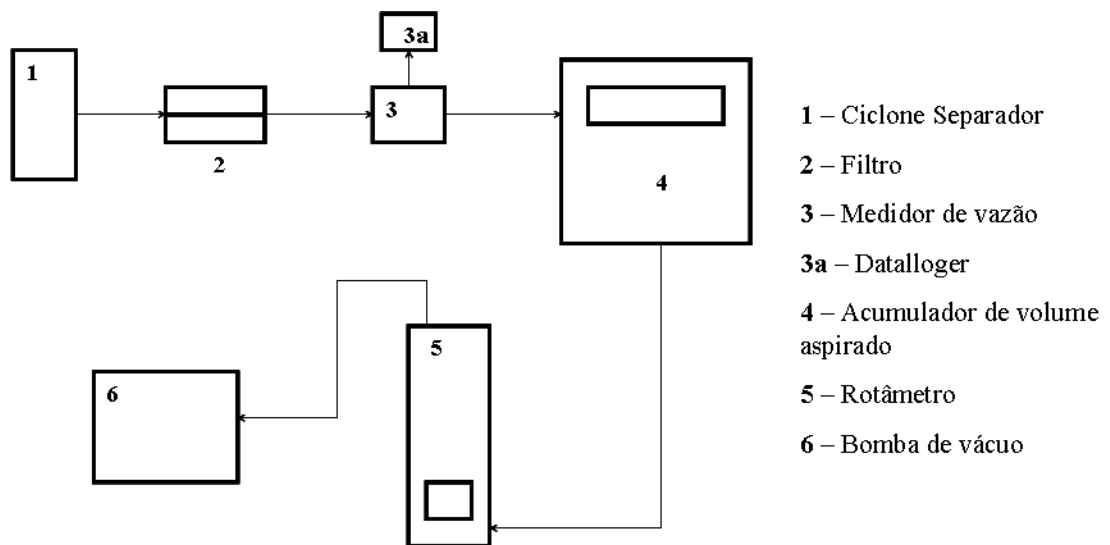 3a
1
3
2
4
5
6
1 – Ciclone Separador
2 – Filtro
3 – Medidor de vazão
3a – Datalloger
4 – Acumulador de volume
aspirado
5 – Rotâmetro
6 – Bomba de vácuo